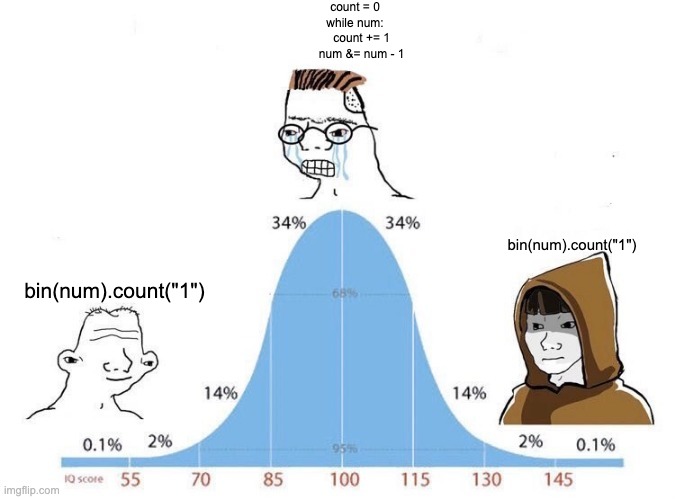 count = 0
while num:
count += 1
num &= num - 1
34% 34%
bin(num).count("1")
bin(num).count("1")
68%
14% 14%
0.1% 2% 95% 2% 0.1%
IQ score 55 70 85 100 115 130 145
imgflip.com